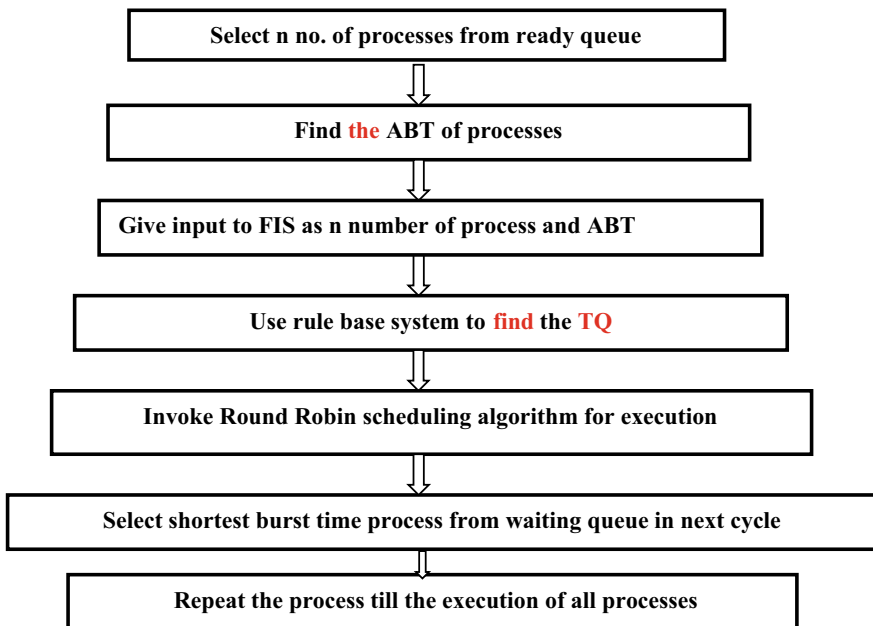 Select n no. of processes from ready queue
Find the ABT of processes
Give input to FIS as n number of process and ABT
Use rule base system to find the TQ
Invoke Round Robin scheduling algorithm for execution
Select shortest burst time process from waiting queue in next cycle
Repeat the process till the execution of all processes